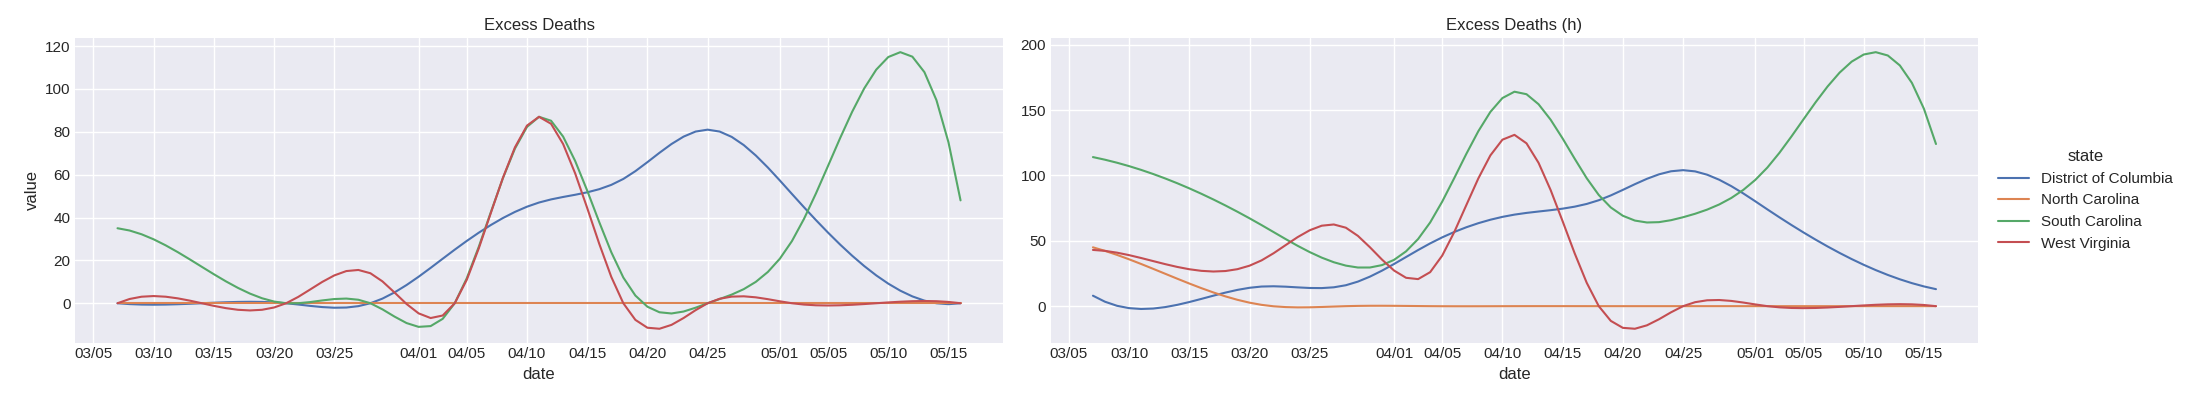 Excess Deaths
value
120
100
80
60
40
20
0
03/05 03/10 03/15 03/20 03/25 04/01 04/05 04/10 04/15 04/20 04/25 05/01 05/05 05/10 05/15
date
Excess Deaths (h)
200
150
100
50
0
03/05 03/10 03/15 03/20 03/25 04/01 04/05 04/10 04/15 04/20 04/25 05/01 05/05 05/10 05/15
date
state
District of Columbia
North Carolina
South Carolina
West Virginia